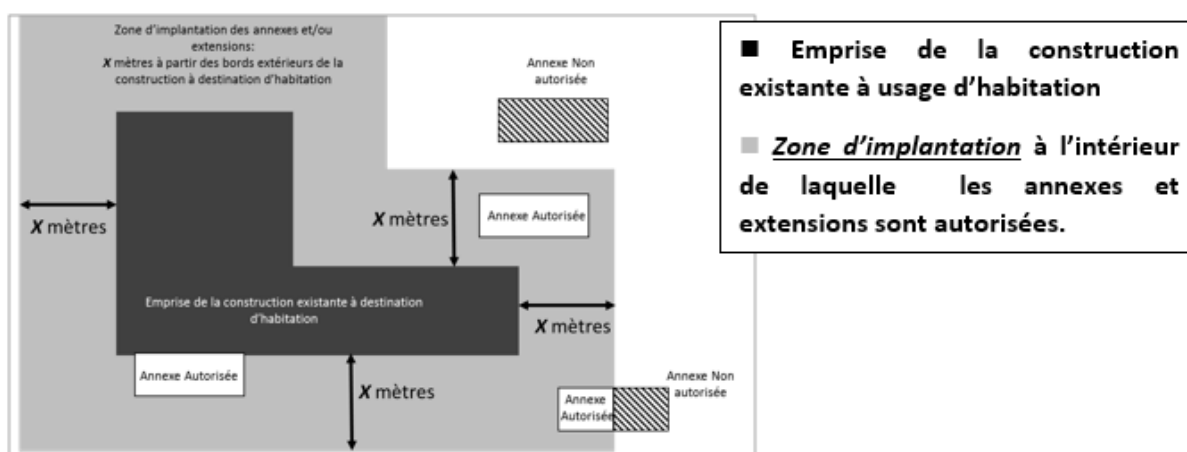 Zone d'implantation des annexes et/ou
extensions:
X mètres à partir des bords extérieurs de la
construction à destination d'habitation
Annexe Non
autorisée
X mètres
X mètres
Annexe Autorisée
Emprise de la construction existante à destination
d'habitation
X mètres
Annexe Autorisée
X mètres
Annexe
Autorisée
Annexe Non
autorisée
■ Emprise de la construction
existante à usage d'habitation
■ Zone d'implantation à l'intérieur
de laquelle les annexes et
extensions sont autorisées.